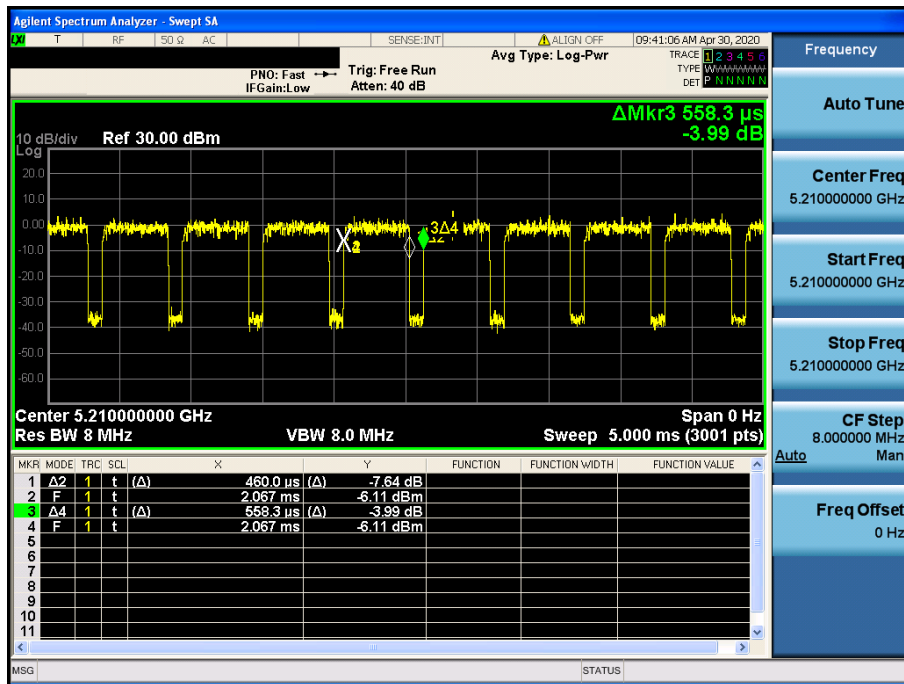 Agilent Spectrum Analyzer - Swept SA
LXI T RF 50 Ω AC SENSE:INT ALIGN OFF 09:41:06 AM Apr 30, 2020
PNO: Fast Trig: Free Run Avg Type: Log-Pwr TRACE 1 2 3 4 5 6
IFGain:Low Atten: 40 dB TYPE WWWWWW
DET P N N N N N
ΔMkr3 558.3 µs
10 dB/div Ref 30.00 dBm -3.99 dB
Log
20.0
10.0
0.00
-10.0
-20.0
-30.0
-40.0
-50.0
-60.0
2
3Δ4
Δ2
Center 5.210000000 GHz Span 0 Hz
Res BW 8 MHz VBW 8.0 MHz Sweep 5.000 ms (3001 pts)
MKR MODE TRC SCL X Y FUNCTION FUNCTION WIDTH FUNCTION VALUE
1 Δ2 1 t (Δ) 460.0 µs (Δ) -7.64 dB
2 F 1 t 2.067 ms -6.11 dBm
3 Δ4 1 t (Δ) 558.3 µs (Δ) -3.99 dB
4 F 1 t 2.067 ms -6.11 dBm
5
6
7
8
9
10
11
MSG STATUS
Frequency
Auto Tune
Center Freq
5.210000000 GHz
Start Freq
5.210000000 GHz
Stop Freq
5.210000000 GHz
CF Step
8.000000 MHz
Auto Man
Freq Offset
0 Hz